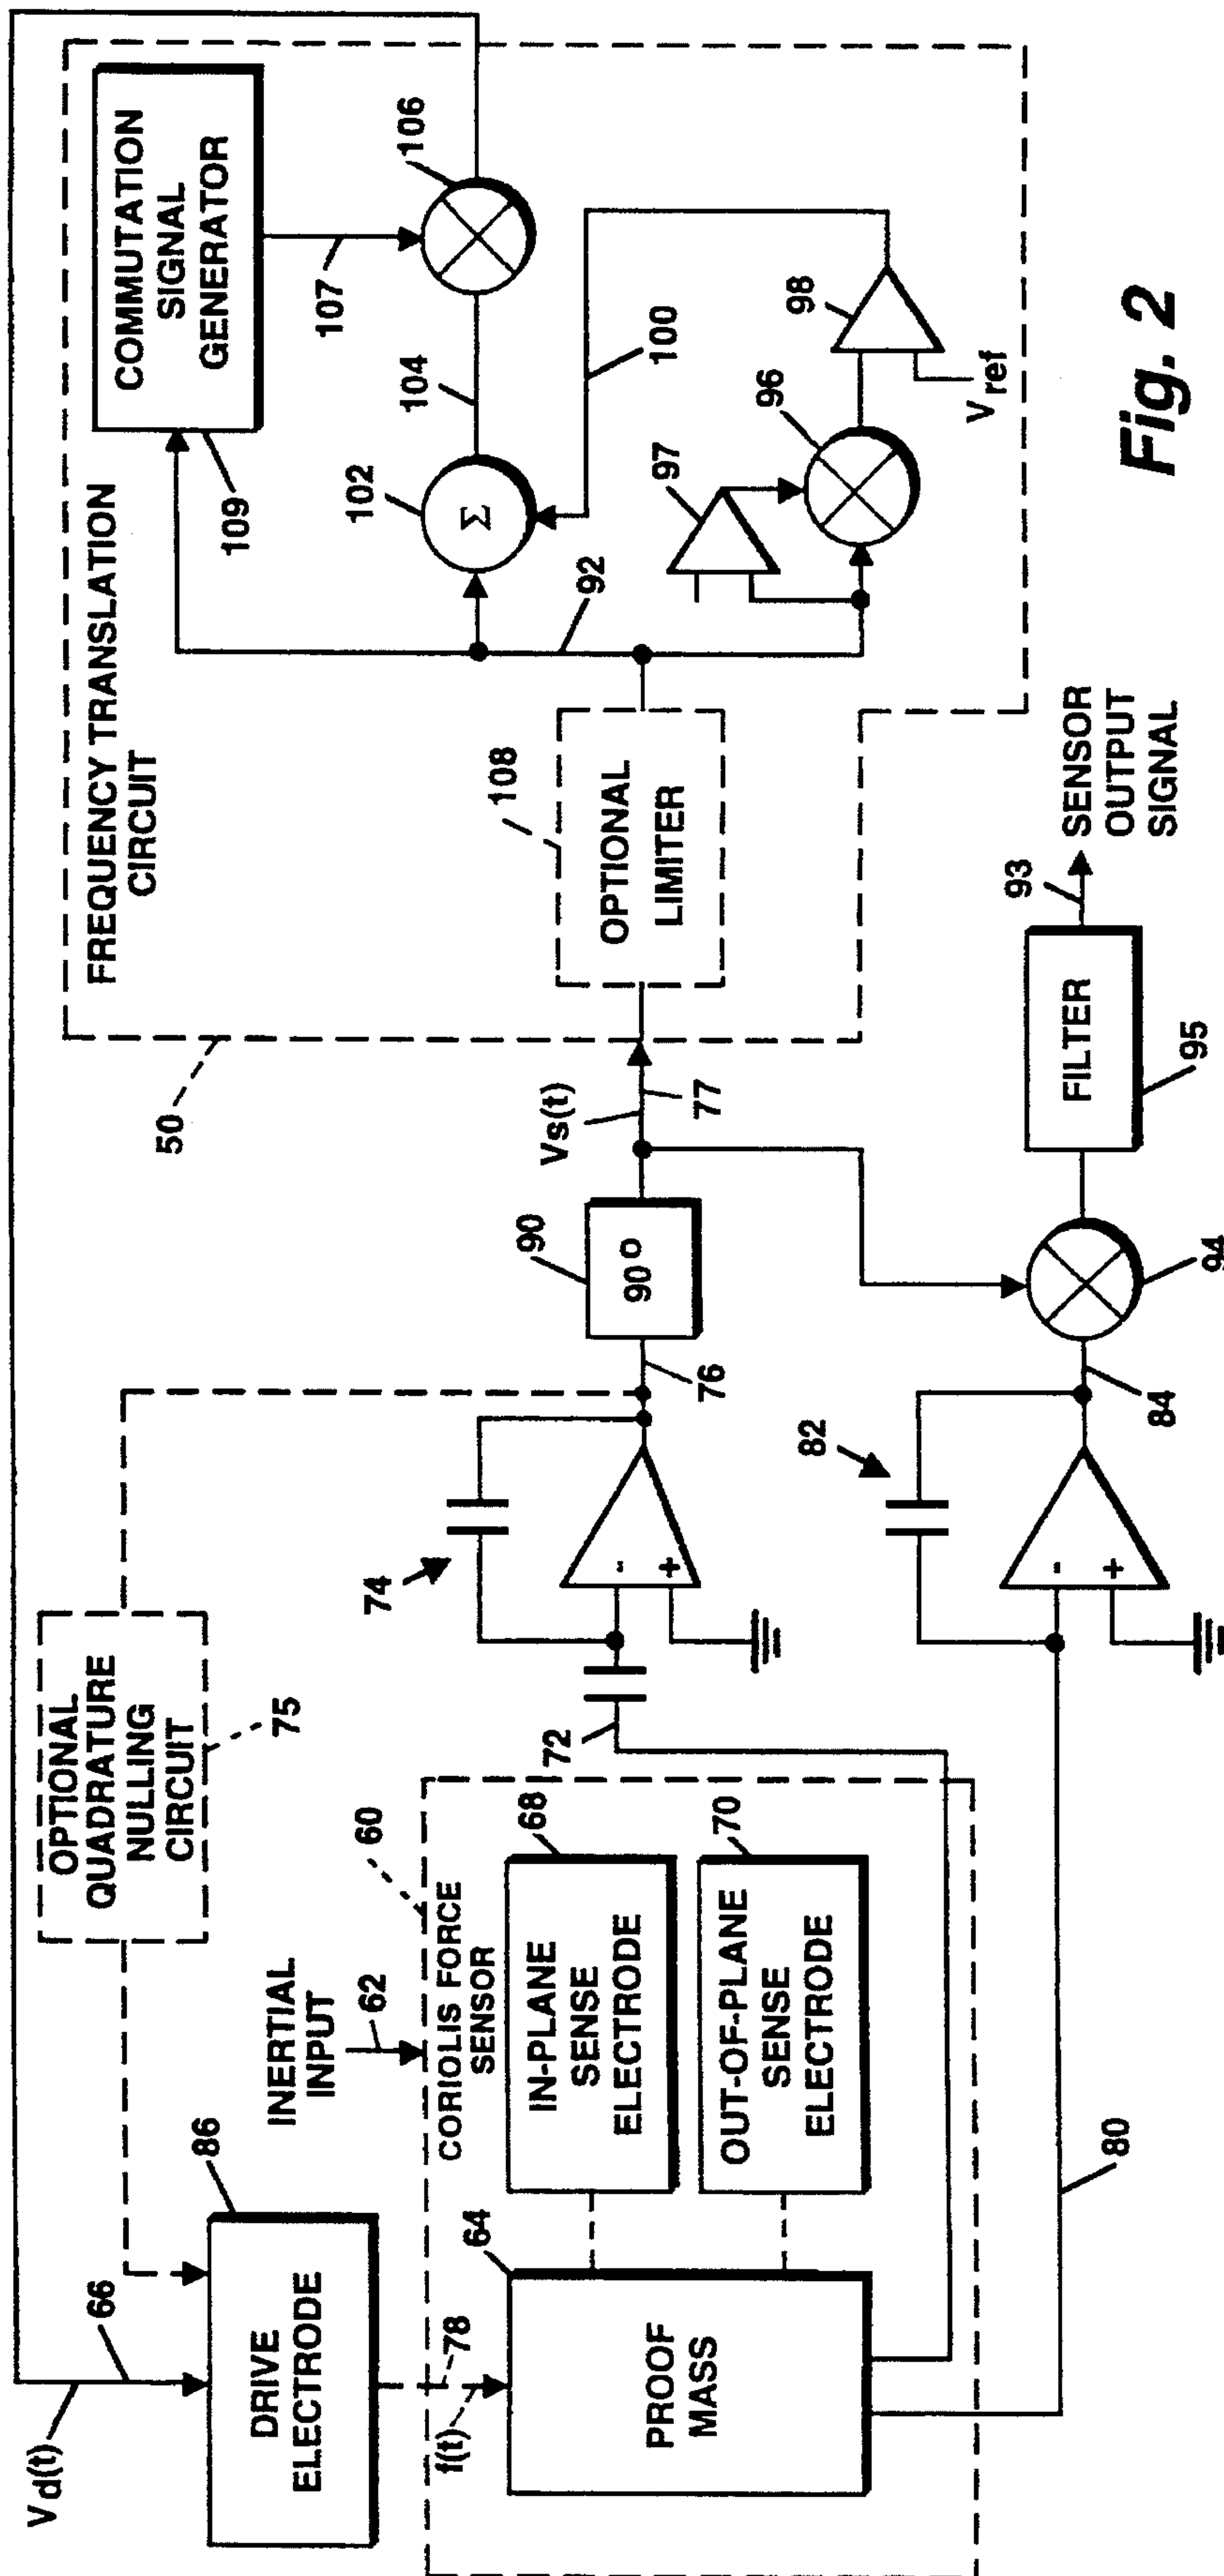 Vd(t)
66
DRIVE
ELECTRODE
86
OPTIONAL
QUADRATURE
NULLING
CIRCUIT
75
INERTIAL
INPUT
62
f(t)
78
60
CORIOLIS FORCE
SENSOR
64
PROOF
MASS
68
IN-PLANE
SENSE
ELECTRODE
70
OUT-OF-PLANE
SENSE
ELECTRODE
72
80
74
-
+
76
82
-
+
84
90
90°
Vs(t)
77
94
FILTER
95
93
SENSOR
OUTPUT
SIGNAL
50
FREQUENCY TRANSLATION
CIRCUIT
108
OPTIONAL
LIMITER
92
109
COMMUTATION
SIGNAL
GENERATOR
107
102
Σ
104
106
100
97
96
98
Vref
Fig. 2